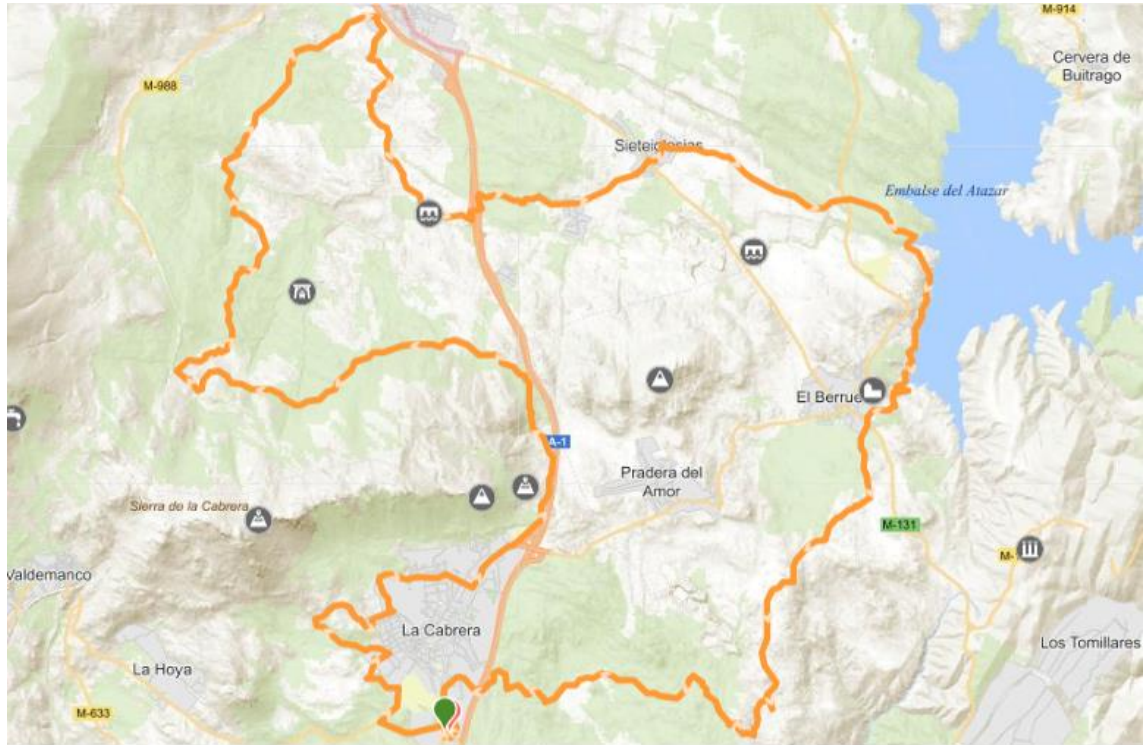 M-914
Cervera de
Buitrago
M-988
Sieteiglesias
Embalse del Atazar
El Berrue
A-1
Pradera del
Amor
Sierra de la Cabrera
M-131
M-
Valdemanco
La Cabrera
Los Tomillares
La Hoya
M-633